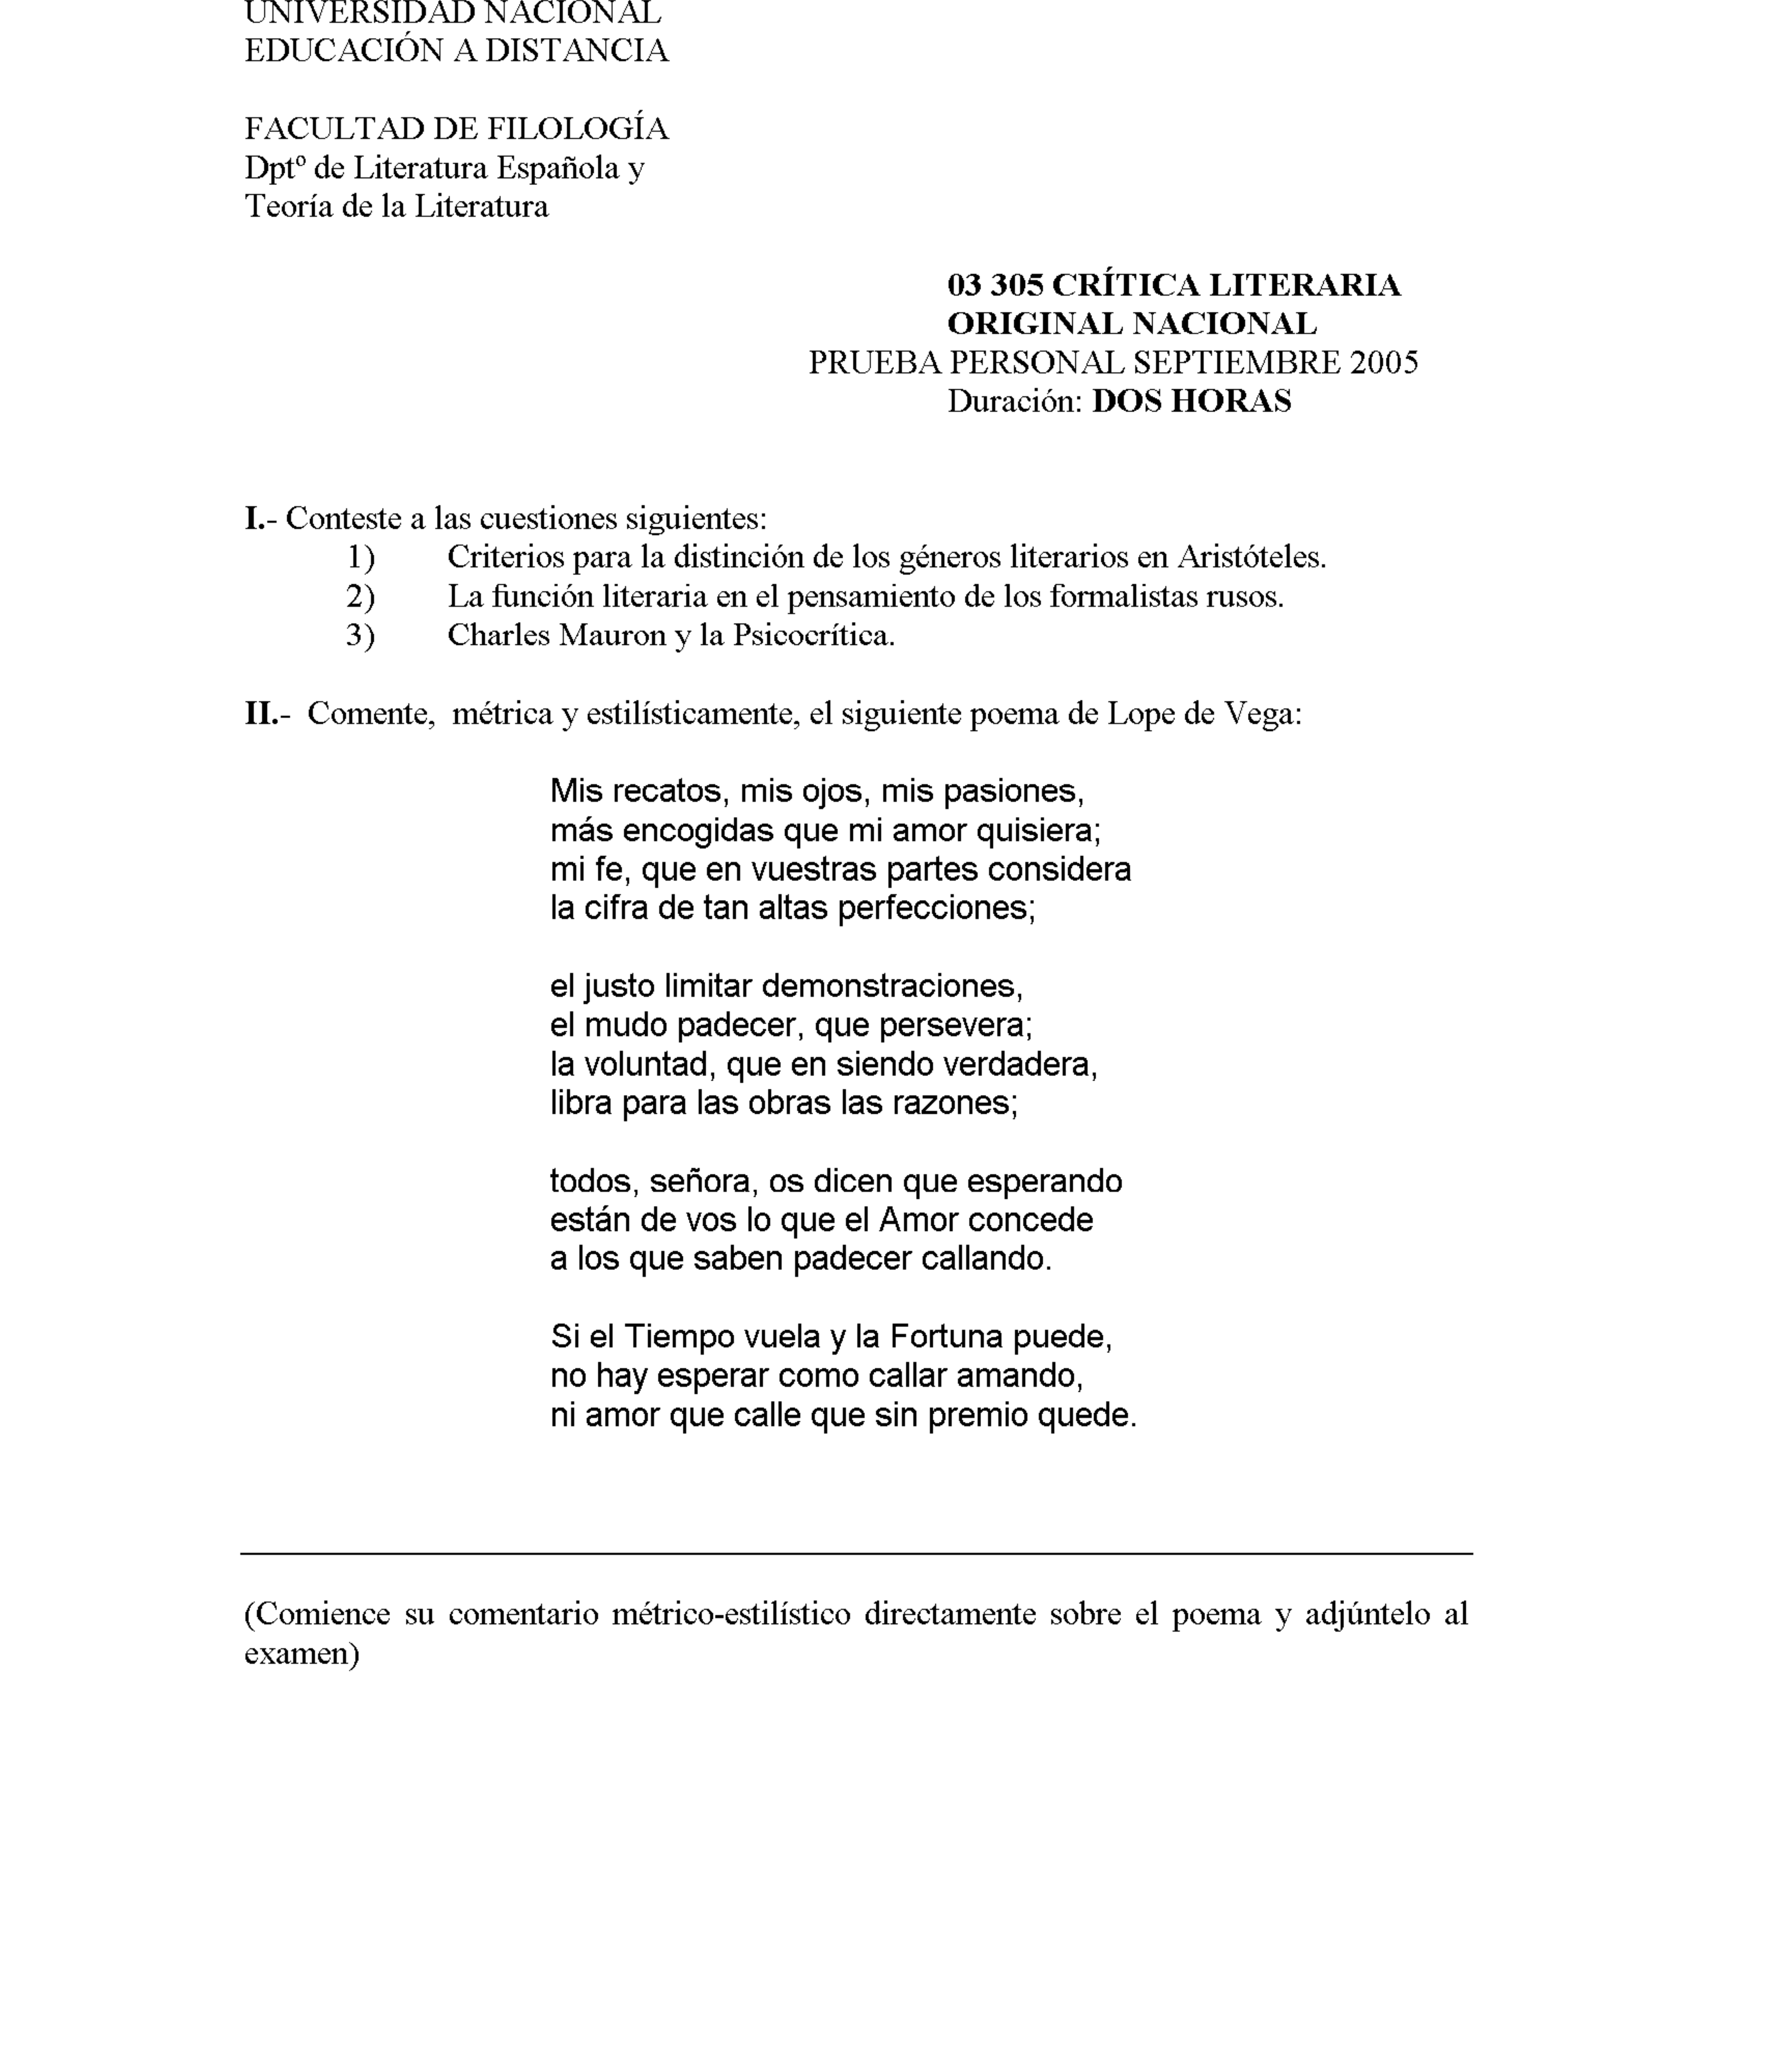 UNIVERSIDAD NACIONAL
EDUCACIÓN A DISTANCIA
FACULTAD DE FILOLOGÍA
Dptº de Literatura Española y
Teoría de la Literatura
03 305 CRÍTICA LITERARIA
ORIGINAL NACIONAL
PRUEBA PERSONAL SEPTIEMBRE 2005
Duración: DOS HORAS
I.- Conteste a las cuestiones siguientes:
1) Criterios para la distinción de los géneros literarios en Aristóteles.
2) La función literaria en el pensamiento de los formalistas rusos.
3) Charles Mauron y la Psicocrítica.
II.- Comente, métrica y estilísticamente, el siguiente poema de Lope de Vega:
Mis recatos, mis ojos, mis pasiones,
más encogidas que mi amor quisiera;
mi fe, que en vuestras partes considera
la cifra de tan altas perfecciones;
el justo limitar demonstraciones,
el mudo padecer, que persevera;
la voluntad, que en siendo verdadera,
libra para las obras las razones;
todos, señora, os dicen que esperando
están de vos lo que el Amor concede
a los que saben padecer callando.
Si el Tiempo vuela y la Fortuna puede,
no hay esperar como callar amando,
ni amor que calle que sin premio quede.
(Comience su comentario métrico-estilístico directamente sobre el poema y adjúntelo al
examen)